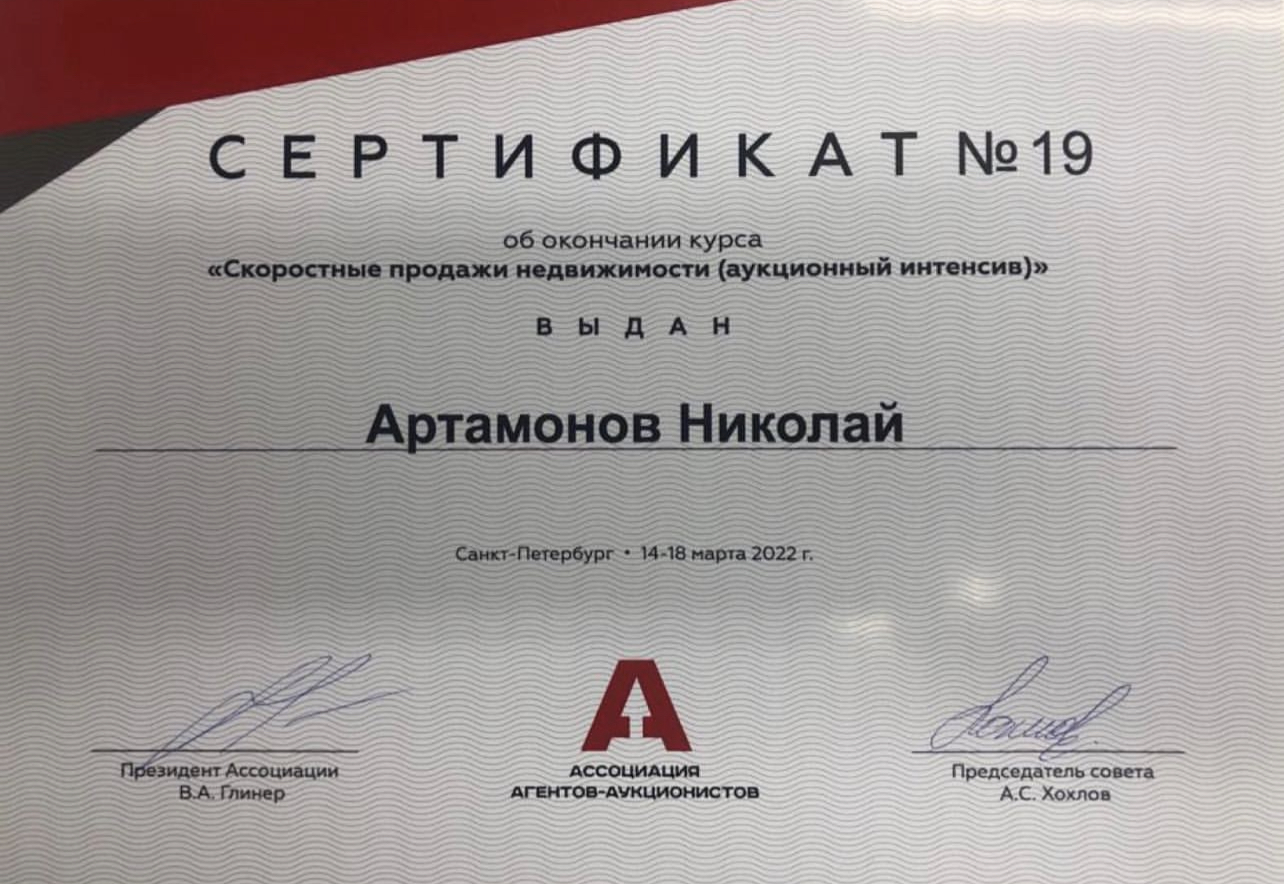 СЕРТИФИКАТ №19
об окончании курса
«Скоростные продажи недвижимости (аукционный интенсив)»
ВЫДАН
Артамонов Николай
Санкт-Петербург • 14-18 марта 2022 г.
Президент Ассоциации
В.А. Глинер
АССОЦИАЦИЯ
АГЕНТОВ-АУКЦИОНИСТОВ
Председатель совета
А.С. Хохлов